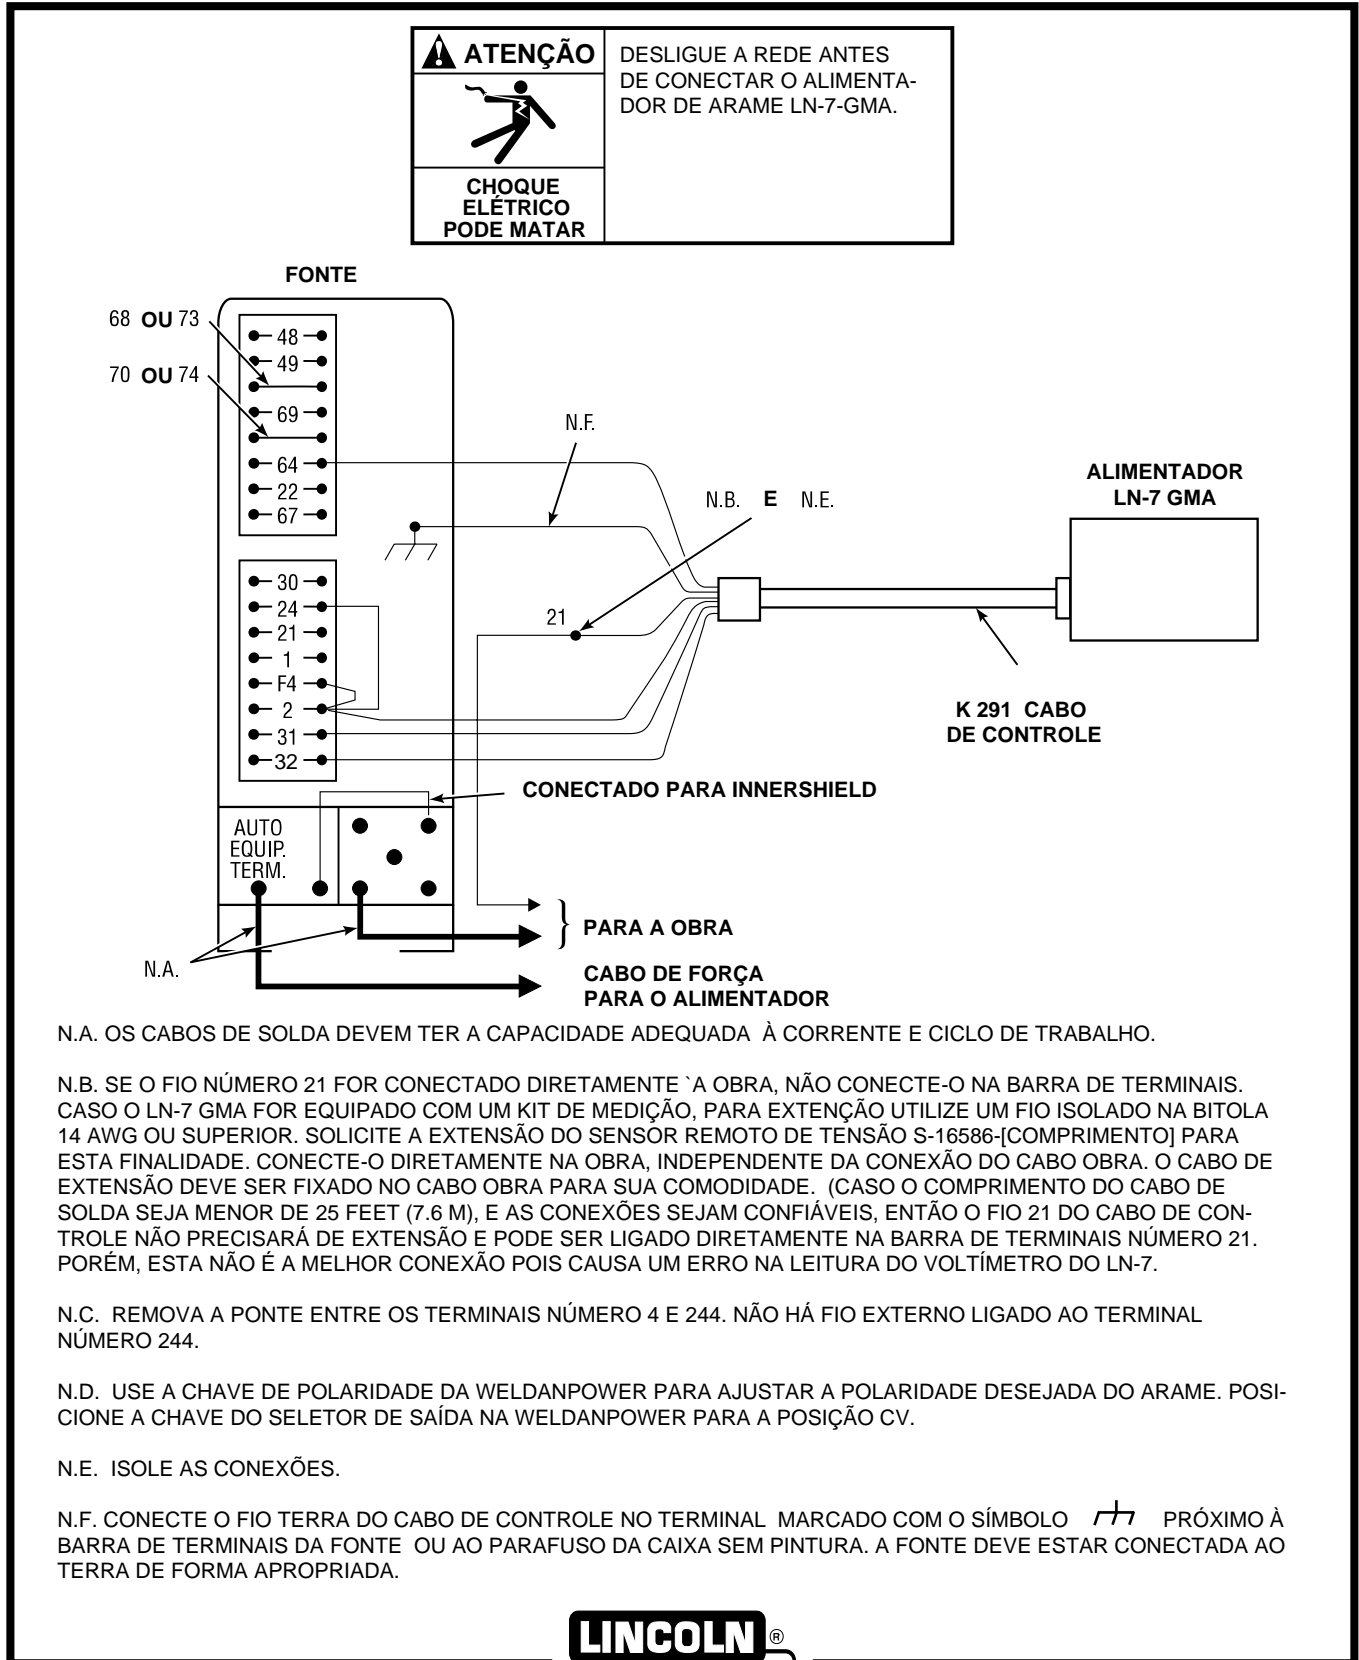 ATENÇÃO
CHOQUE
ELÉTRICO
PODE MATAR
DESLIGUE A REDE ANTES
DE CONECTAR O ALIMENTA-
DOR DE ARAME LN-7-GMA.
FONTE
68 OU 73
70 OU 74
48
49
69
64
22
67
30
24
21
1
F4
2
31
32
N.F.
N.B. E N.E.
21
ALIMENTADOR
LN-7 GMA
K 291 CABO
DE CONTROLE
CONECTADO PARA INNERSHIELD
AUTO
EQUIP.
TERM.
N.A.
PARA A OBRA
CABO DE FORÇA
PARA O ALIMENTADOR
N.A. OS CABOS DE SOLDA DEVEM TER A CAPACIDADE ADEQUADA À CORRENTE E CICLO DE TRABALHO.
N.B. SE O FIO NÚMERO 21 FOR CONECTADO DIRETAMENTE `A OBRA, NÃO CONECTE-O NA BARRA DE TERMINAIS.
CASO O LN-7 GMA FOR EQUIPADO COM UM KIT DE MEDIÇÃO, PARA EXTENÇÃO UTILIZE UM FIO ISOLADO NA BITOLA
14 AWG OU SUPERIOR. SOLICITE A EXTENSÃO DO SENSOR REMOTO DE TENSÃO S-16586-[COMPRIMENTO] PARA
ESTA FINALIDADE. CONECTE-O DIRETAMENTE NA OBRA, INDEPENDENTE DA CONEXÃO DO CABO OBRA. O CABO DE
EXTENSÃO DEVE SER FIXADO NO CABO OBRA PARA SUA COMODIDADE. (CASO O COMPRIMENTO DO CABO DE
SOLDA SEJA MENOR DE 25 FEET (7.6 M), E AS CONEXÕES SEJAM CONFIÁVEIS, ENTÃO O FIO 21 DO CABO DE CON-
TROLE NÃO PRECISARÁ DE EXTENSÃO E PODE SER LIGADO DIRETAMENTE NA BARRA DE TERMINAIS NÚMERO 21.
PORÉM, ESTA NÃO É A MELHOR CONEXÃO POIS CAUSA UM ERRO NA LEITURA DO VOLTÍMETRO DO LN-7.
N.C. REMOVA A PONTE ENTRE OS TERMINAIS NÚMERO 4 E 244. NÃO HÁ FIO EXTERNO LIGADO AO TERMINAL
NÚMERO 244.
N.D. USE A CHAVE DE POLARIDADE DA WELDANPOWER PARA AJUSTAR A POLARIDADE DESEJADA DO ARAME. POSI-
CIONE A CHAVE DO SELETOR DE SAÍDA NA WELDANPOWER PARA A POSIÇÃO CV.
N.E. ISOLE AS CONEXÕES.
N.F. CONECTE O FIO TERRA DO CABO DE CONTROLE NO TERMINAL MARCADO COM O SÍMBOLO PRÓXIMO À
BARRA DE TERMINAIS DA FONTE OU AO PARAFUSO DA CAIXA SEM PINTURA. A FONTE DEVE ESTAR CONECTADA AO
TERRA DE FORMA APROPRIADA.
LINCOLN ®